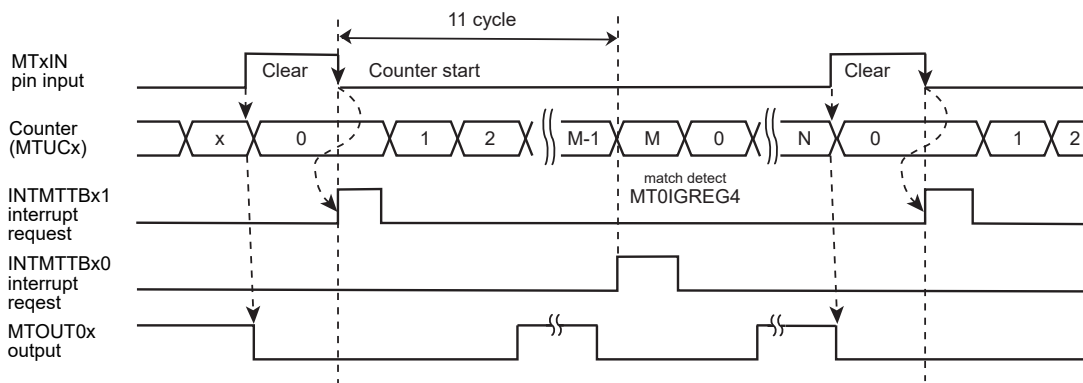 11 cycle
MTxIN
pin input
Clear
Counter start
Clear
Counter
(MTUCx)
x 0 1 2 M-1 M 0 N 0 1 2
match detect
MT0IGREG4
INTMTTBx1
interrupt
request
INTMTTBx0
interrupt
reqest
MTOUT0x
output